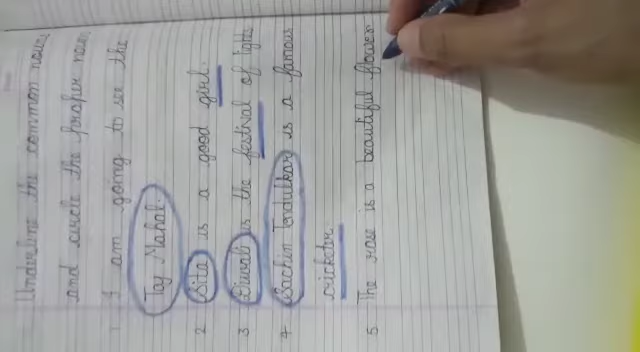 Underline the common noun
and circle the proper noun
1 I am going to see the
Taj Mahal.
2 Sita is a good girl.
3 Diwali is the festival of lights
4 Sachin Tendulkar is a famous
cricketer.
5 The rose is a beautiful flower